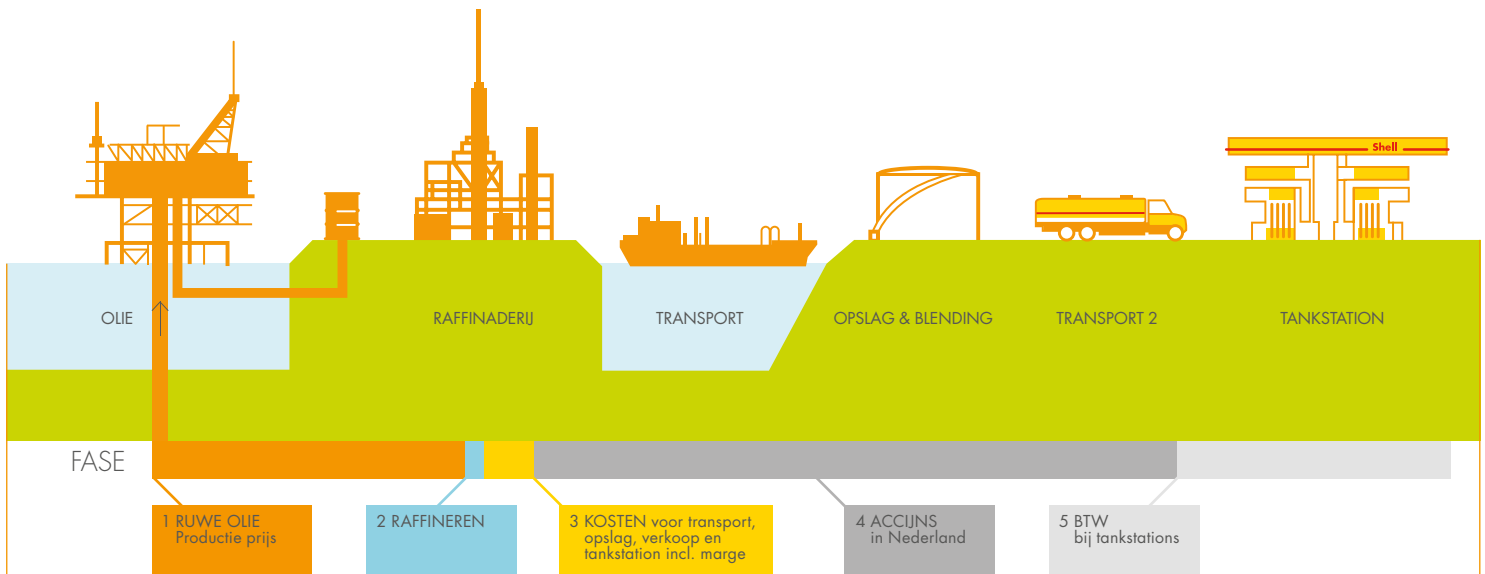 Shell
OLIE
RAFFINADERIJ
TRANSPORT
OPSLAG & BLENDING
TRANSPORT 2
TANKSTATION
FASE
1 RUWE OLIE
Productie prijs
2 RAFFINEREN
3 KOSTEN voor transport,
opslag, verkoop en
tankstation incl. marge
4 ACCIJNS
in Nederland
5 BTW
bij tankstations